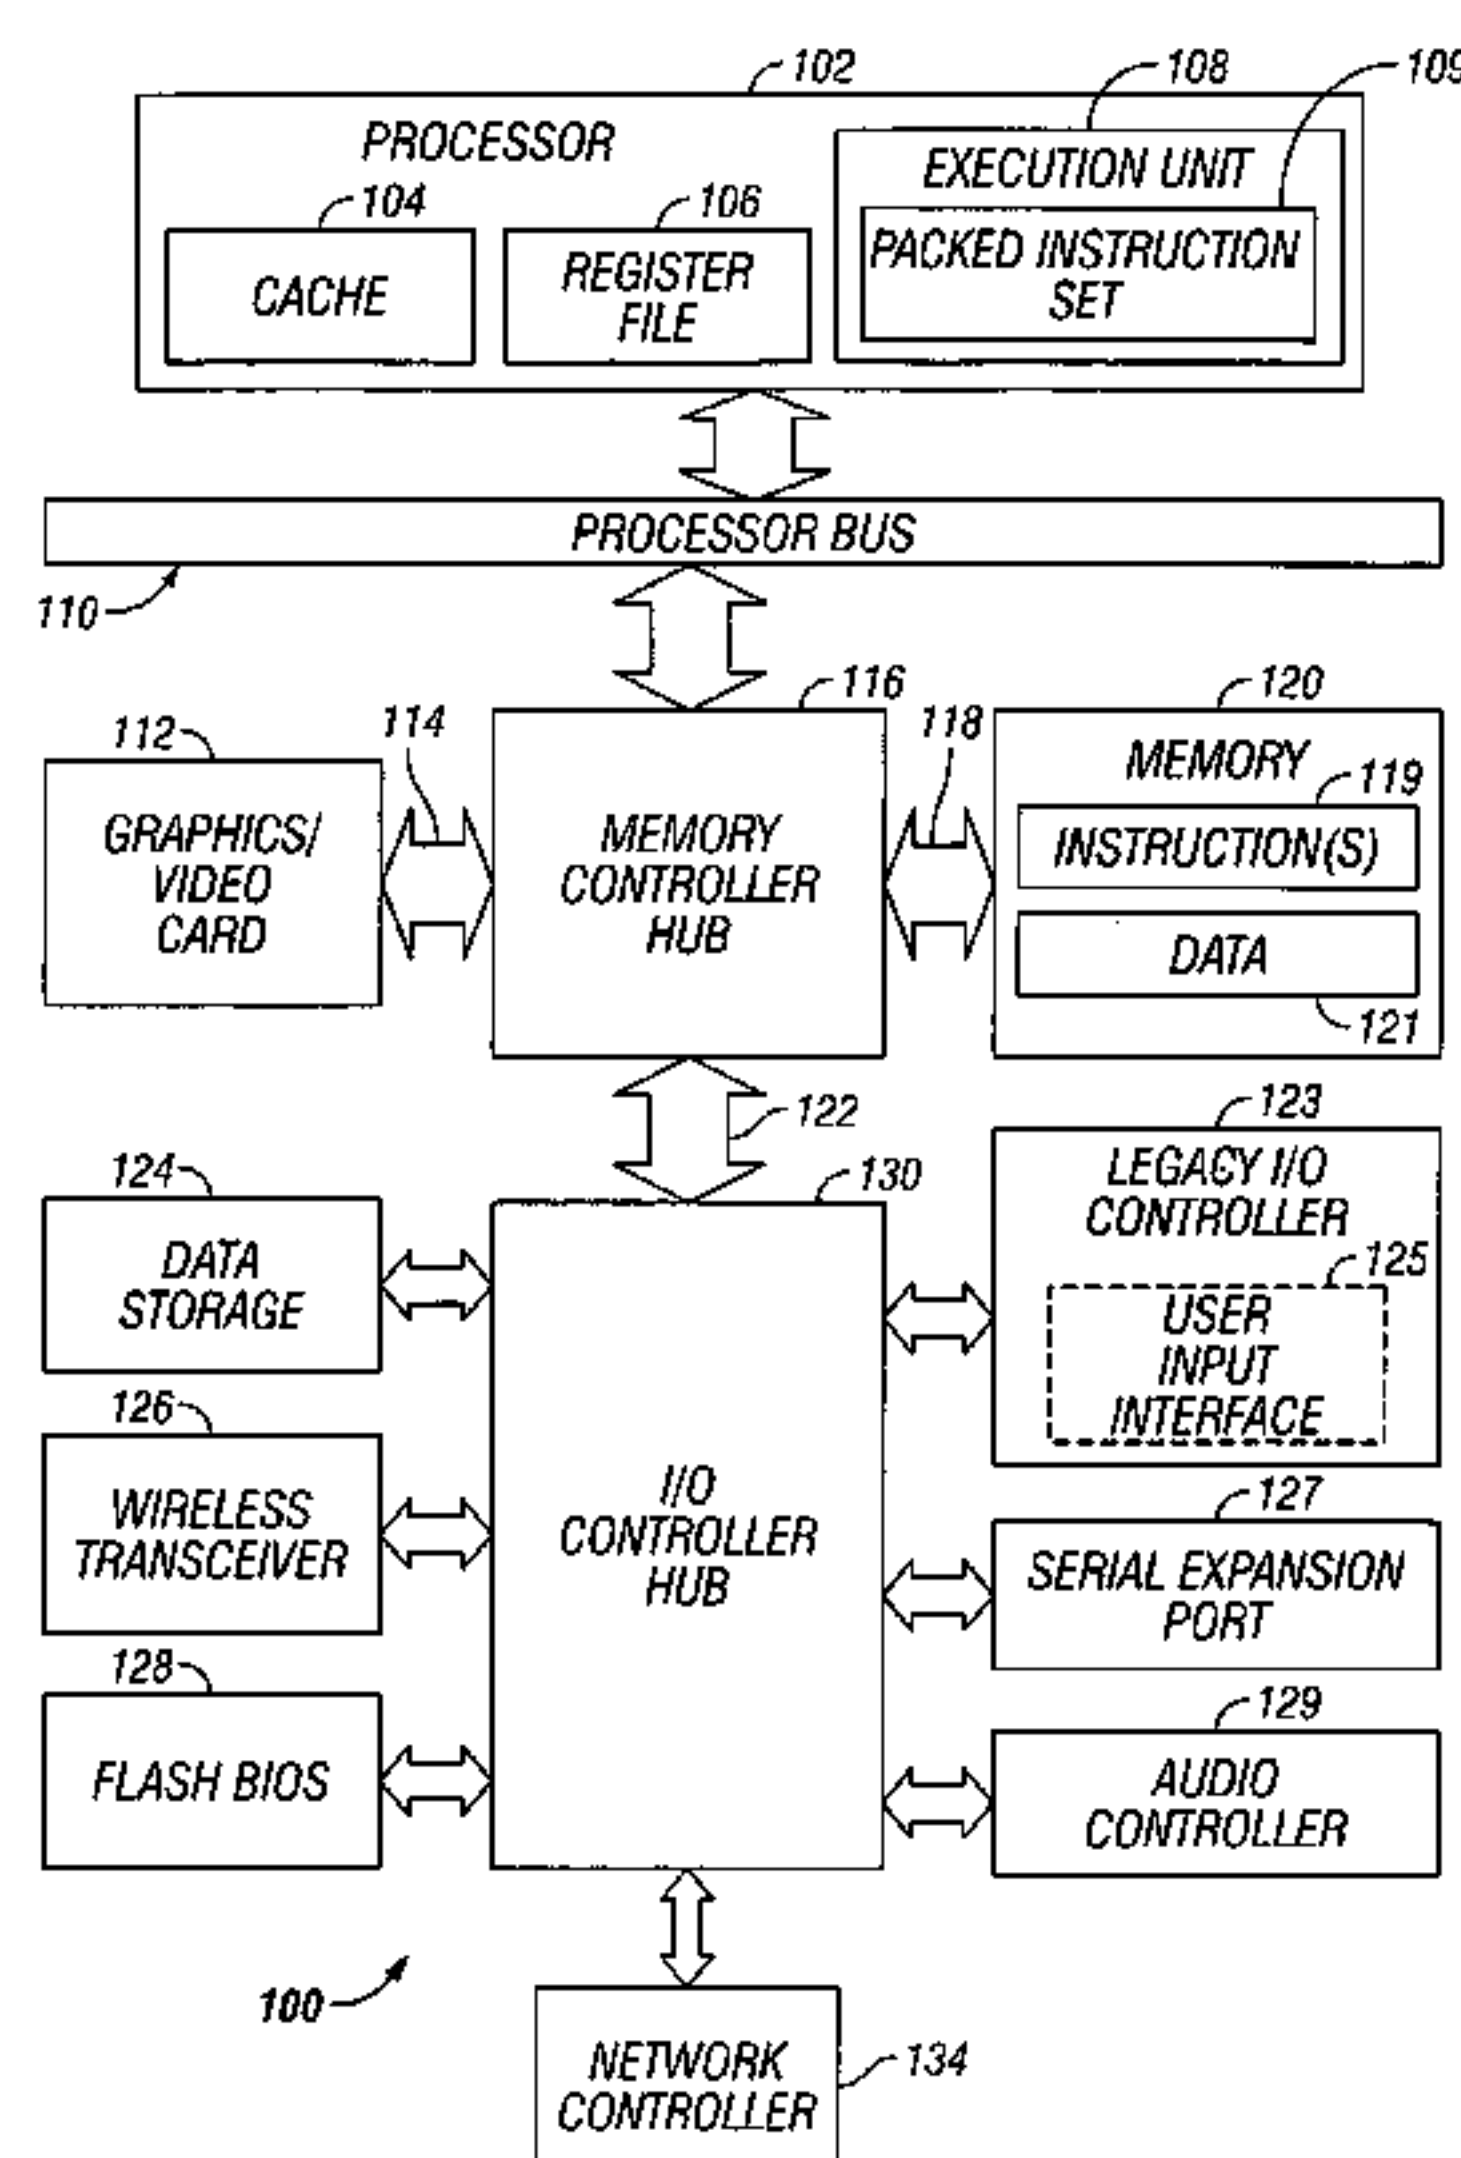 102
108
109
PROCESSOR
EXECUTION UNIT
104
106
CACHE
REGISTER
FILE
PACKED INSTRUCTION
SET
PROCESSOR BUS
110
116
120
112
114
118
MEMORY
119
GRAPHICS/
VIDEO
CARD
MEMORY
CONTROLLER
HUB
INSTRUCTION(S)
DATA
121
122
123
124
130
LEGACY I/O
CONTROLLER
DATA
STORAGE
125
USER
INPUT
INTERFACE
126
WIRELESS
TRANSCEIVER
I/O
CONTROLLER
HUB
127
SERIAL EXPANSION
PORT
128
129
FLASH BIOS
AUDIO
CONTROLLER
100
NETWORK
CONTROLLER
134